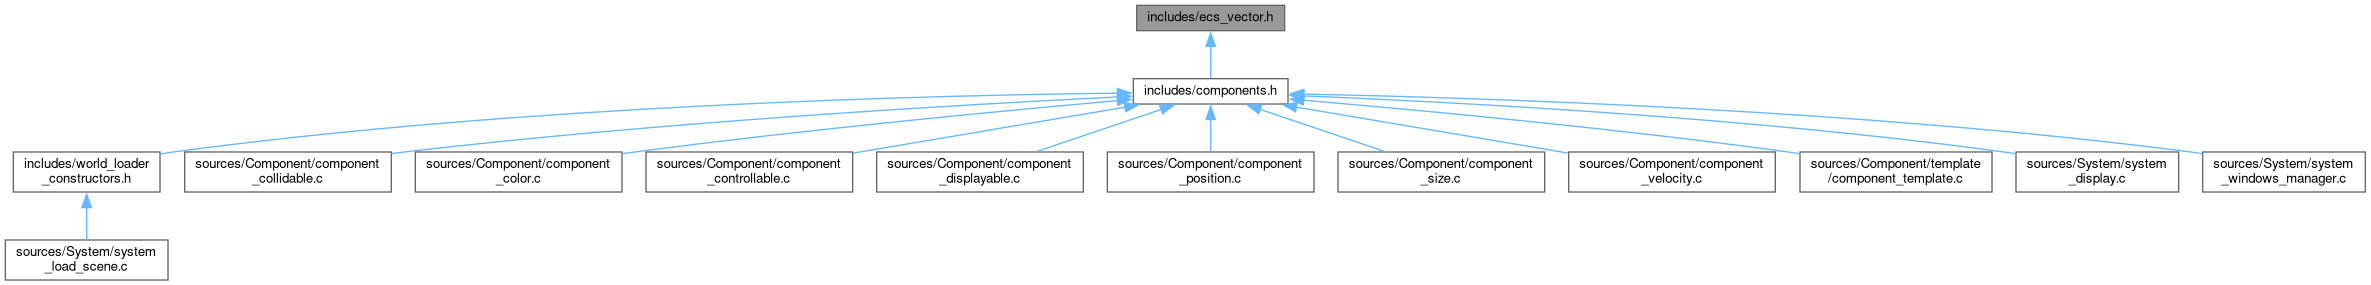 includes/ecs_vector.h
includes/components.h
includes/world_loader
_constructors.h
sources/Component/component
_collidable.c
sources/Component/component
_color.c
sources/Component/component
_controllable.c
sources/Component/component
_displayable.c
sources/Component/component
_position.c
sources/Component/component
_size.c
sources/Component/component
_velocity.c
sources/Component/template
/component_template.c
sources/System/system
_display.c
sources/System/system
_windows_manager.c
sources/System/system
_load_scene.c